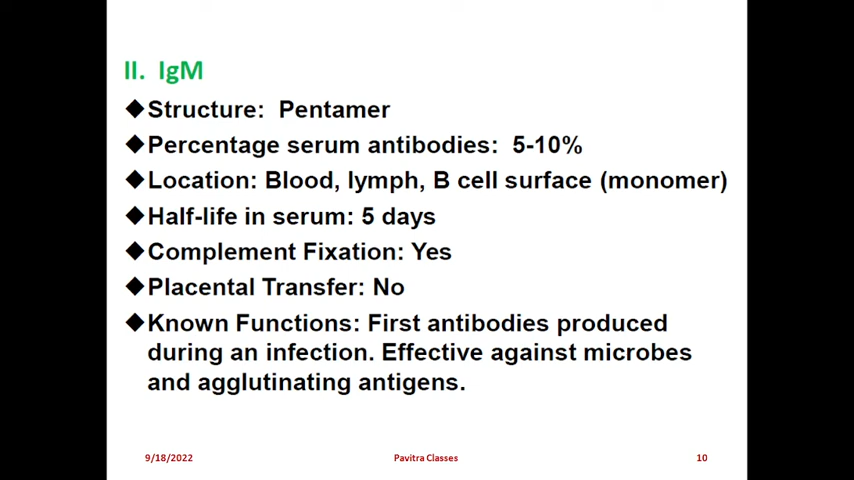 II. IgM
◆Structure: Pentamer
◆Percentage serum antibodies: 5-10%
◆Location: Blood, lymph, B cell surface (monomer)
◆Half-life in serum: 5 days
◆Complement Fixation: Yes
◆Placental Transfer: No
◆Known Functions: First antibodies produced
during an infection. Effective against microbes
and agglutinating antigens.
9/18/2022 Pavitra Classes 10